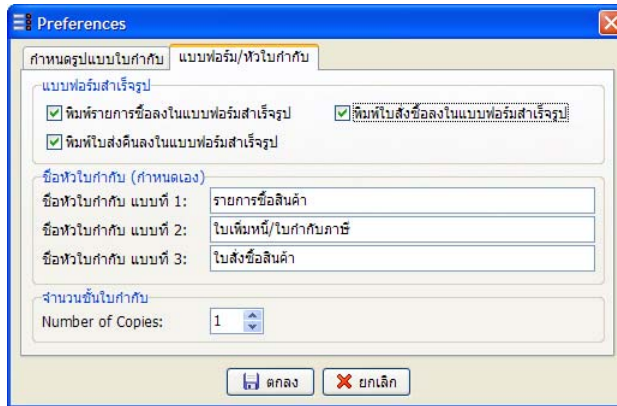 Preferences
กำหนดรูปแบบใบกำกับ แบบฟอร์ม/หัวใบกำกับ
แบบฟอร์มสำเร็จรูป
พิมพ์รายการซื้อลงในแบบฟอร์มสำเร็จรูป พิมพ์ใบสั่งซื้อลงในแบบฟอร์มสำเร็จรูป
พิมพ์ใบส่งคืนลงในแบบฟอร์มสำเร็จรูป
ชื่อหัวใบกำกับ (กำหนดเอง)
ชื่อหัวใบกำกับ แบบที่ 1: รายการซื้อสินค้า
ชื่อหัวใบกำกับ แบบที่ 2: ใบเพิ่มหนี้/ใบกำกับภาษี
ชื่อหัวใบกำกับ แบบที่ 3: ใบสั่งซื้อสินค้า
จำนวนชั้นใบกำกับ
Number of Copies: 1
ตกลง ยกเลิก